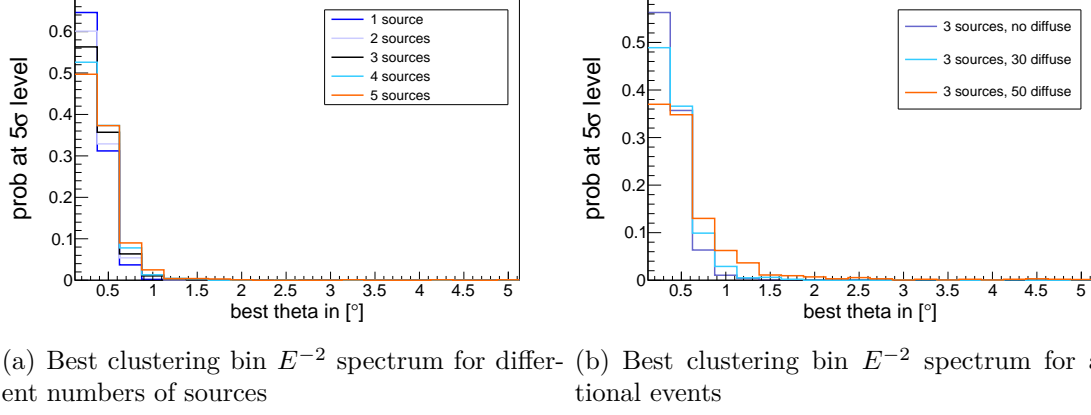 1 source
2 sources
3 sources
4 sources
5 sources
prob at 5σ level
0.6
0.5
0.4
0.3
0.2
0.1
0
0.5 1 1.5 2 2.5 3 3.5 4 4.5 5
best theta in [°]
3 sources, no diffuse
3 sources, 30 diffuse
3 sources, 50 diffuse
prob at 5σ level
0.5
0.4
0.3
0.2
0.1
0
0.5 1 1.5 2 2.5 3 3.5 4 4.5 5
best theta in [°]
(a) Best clustering bin E⁻² spectrum for differ-
ent numbers of sources
(b) Best clustering bin E⁻² spectrum for
tional events